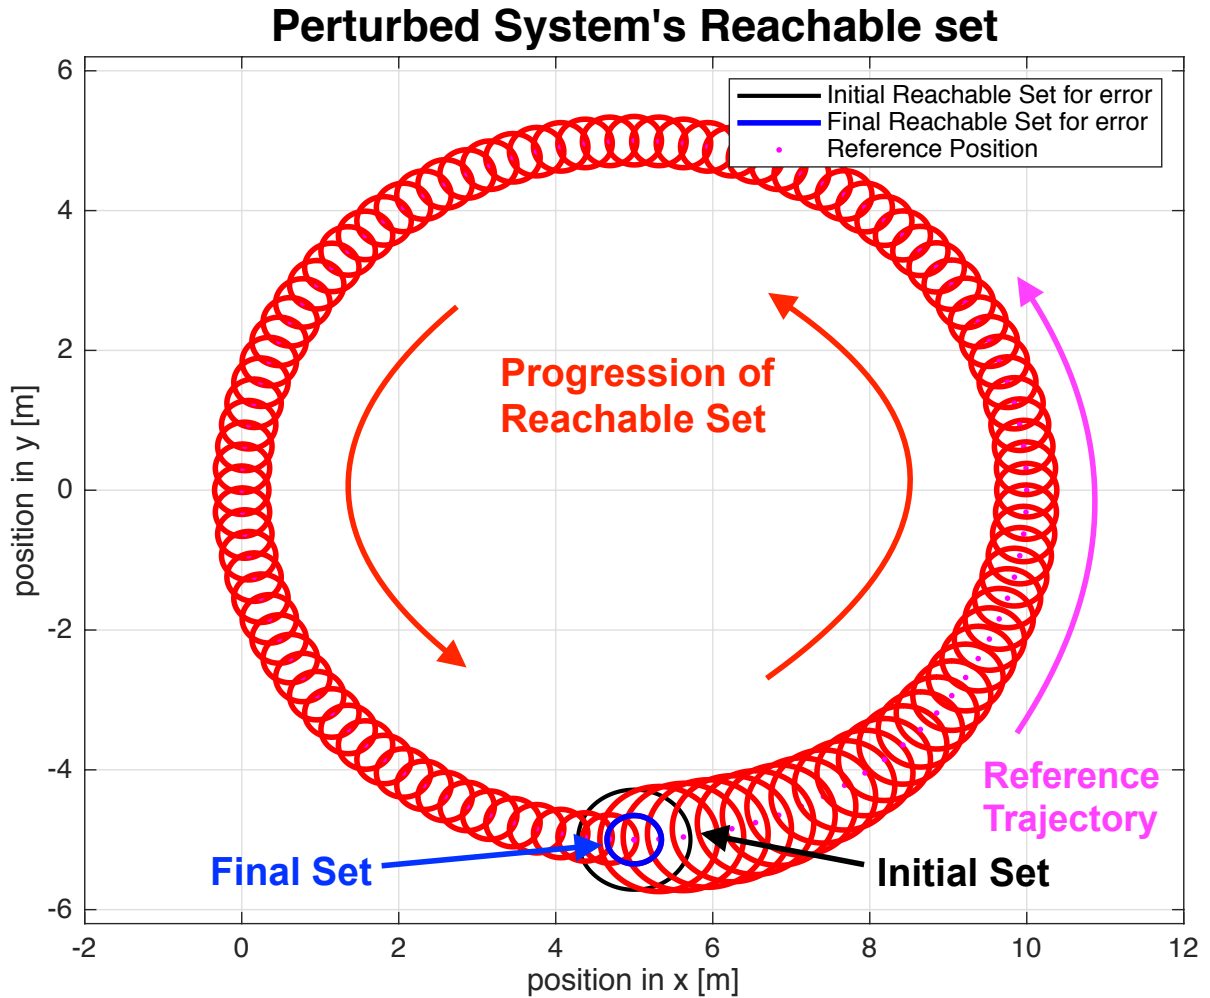 Perturbed System's Reachable set
Initial Reachable Set for error
Final Reachable Set for error
Reference Position
6
4
2
0
-2
-4
-6
position in y [m]
Progression of
Reachable Set
Reference
Trajectory
Final Set
Initial Set
-2
0
2
4
6
8
10
12
position in x [m]